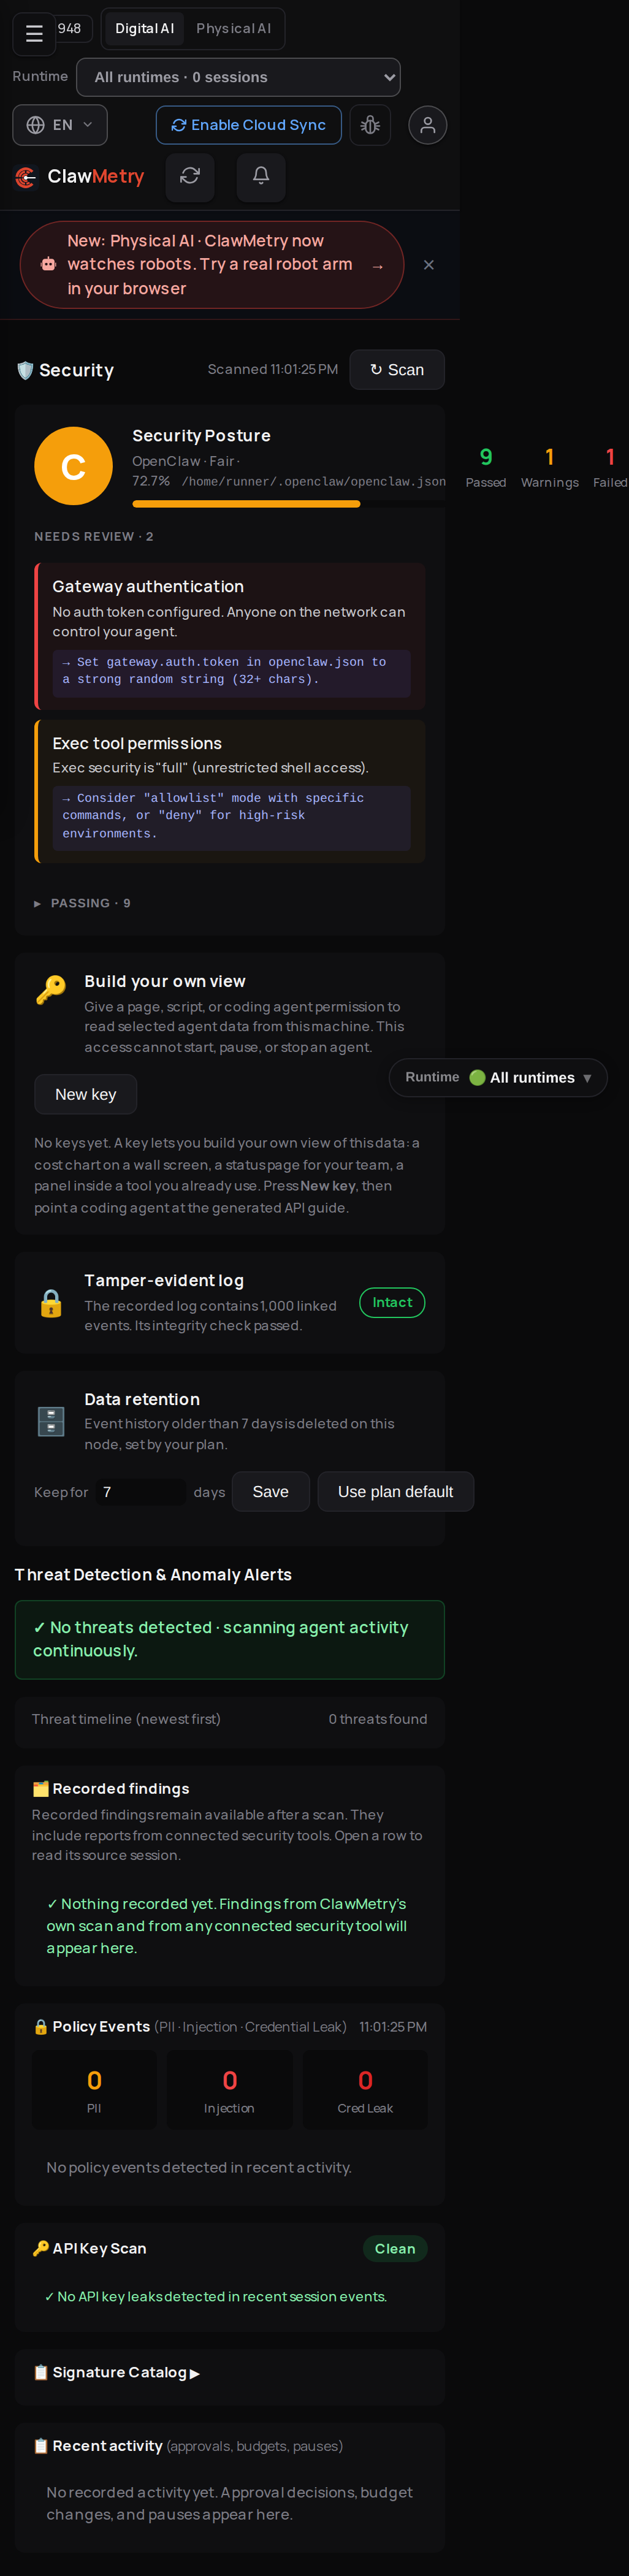 948
Digital AI
Physical AI
Runtime
All runtimes · 0 sessions
EN
Enable Cloud Sync
ClawMetry
New: Physical AI · ClawMetry now
watches robots. Try a real robot arm
in your browser
→
×
Security
Scanned 11:01:25 PM
↻ Scan
C
Security Posture
OpenClaw · Fair ·
72.7% /home/runner/.openclaw/openclaw.json
9
Passed
1
Warnings
1
Failed
NEEDS REVIEW · 2
Gateway authentication
No auth token configured. Anyone on the network can
control your agent.
→ Set gateway.auth.token in openclaw.json to
a strong random string (32+ chars).
Exec tool permissions
Exec security is "full" (unrestricted shell access).
→ Consider "allowlist" mode with specific
commands, or "deny" for high-risk
environments.
▸ PASSING · 9
Build your own view
Give a page, script, or coding agent permission to
read selected agent data from this machine. This
access cannot start, pause, or stop an agent.
Runtime All runtimes ▾
New key
No keys yet. A key lets you build your own view of this data: a
cost chart on a wall screen, a status page for your team, a
panel inside a tool you already use. Press New key, then
point a coding agent at the generated API guide.
Tamper-evident log
The recorded log contains 1,000 linked
events. Its integrity check passed.
Intact
Data retention
Event history older than 7 days is deleted on this
node, set by your plan.
Keep for 7 days
Save
Use plan default
Threat Detection & Anomaly Alerts
✓ No threats detected · scanning agent activity
continuously.
Threat timeline (newest first)
0 threats found
Recorded findings
Recorded findings remain available after a scan. They
include reports from connected security tools. Open a row to
read its source session.
✓ Nothing recorded yet. Findings from ClawMetry's
own scan and from any connected security tool will
appear here.
Policy Events (PII · Injection · Credential Leak)
11:01:25 PM
0
PII
0
Injection
0
Cred Leak
No policy events detected in recent activity.
API Key Scan
Clean
✓ No API key leaks detected in recent session events.
Signature Catalog ▶
Recent activity (approvals, budgets, pauses)
No recorded activity yet. Approval decisions, budget
changes, and pauses appear here.